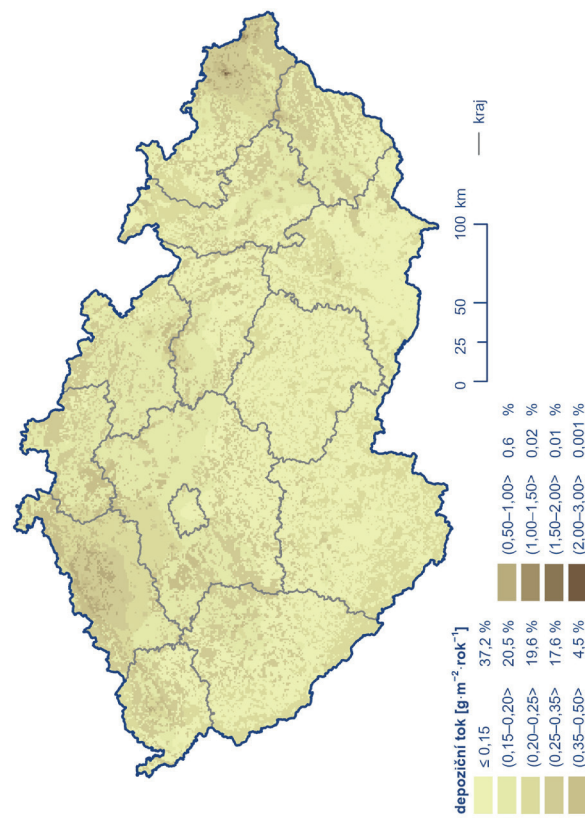 depoziční tok [g·m⁻²·rok⁻¹]
≤ 0,15 37,2 %
(0,15–0,20> 20,5 %
(0,20–0,25> 19,6 %
(0,25–0,35> 17,6 %
(0,35–0,50> 4,5 %
(0,50–1,00> 0,6 %
(1,00–1,50> 0,02 %
(1,50–2,00> 0,01 %
(2,00–3,00> 0,001 %
0 25 50 100 km
kraj